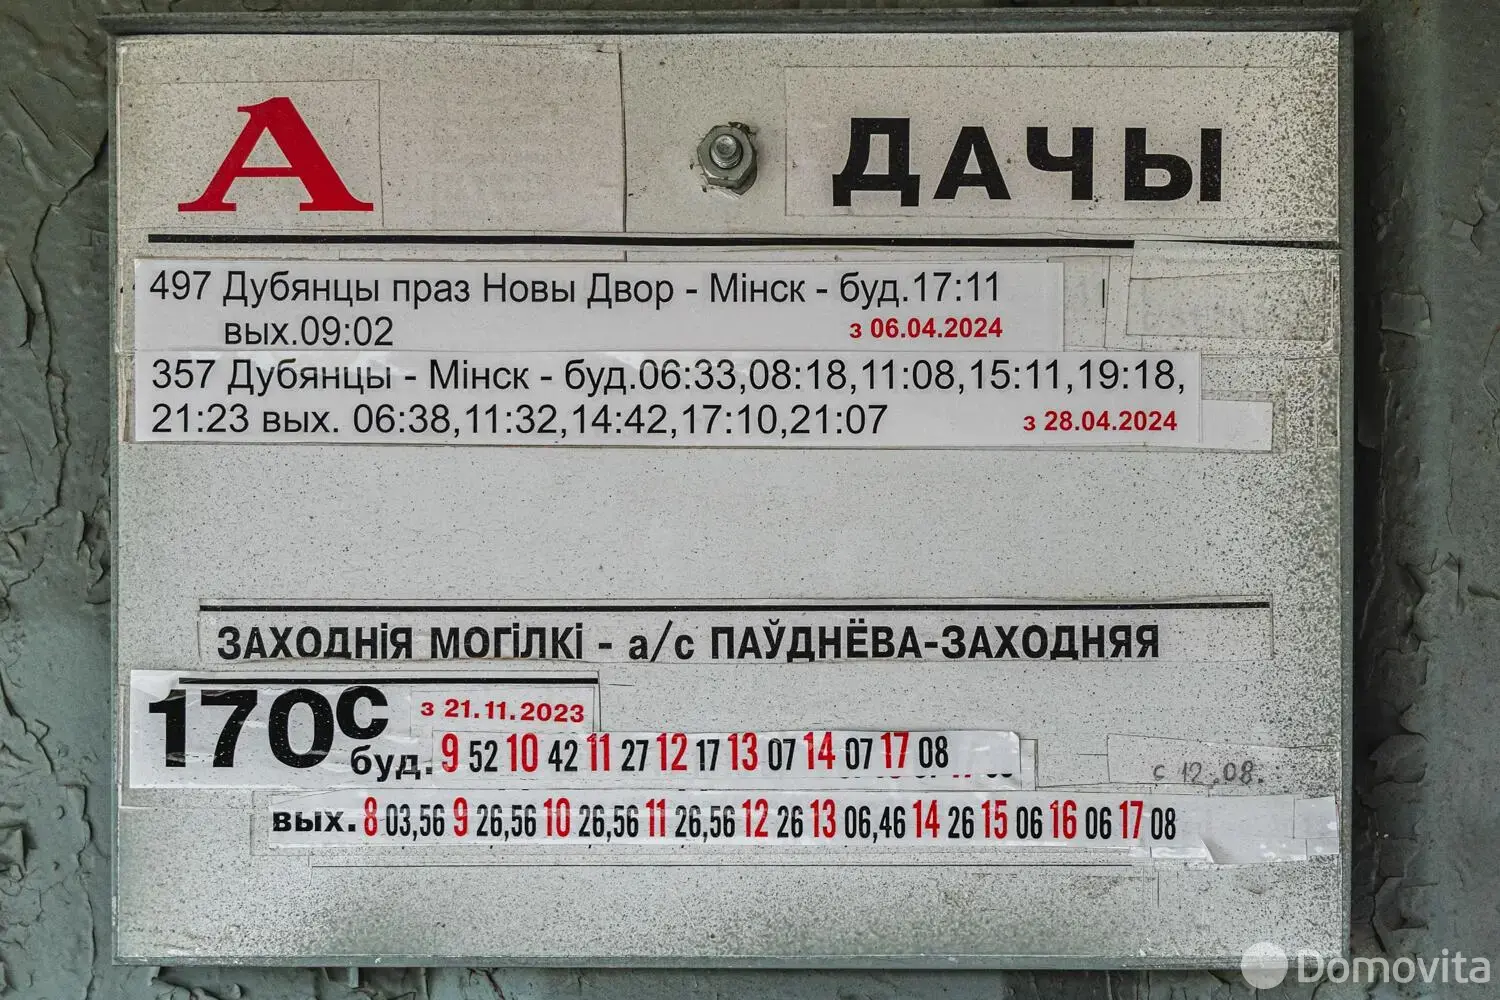 А ДАЧЫ
497 Дубянцы праз Новы Двор - Мінск - буд.17:11
вых.09:02 з 06.04.2024
357 Дубянцы - Мінск - буд.06:33,08:18,11:08,15:11,19:18,
21:23 вых. 06:38,11:32,14:42,17:10,21:07 з 28.04.2024
ЗАХОДНІЯ МОГІЛКІ - а/с ПАЎДНЁВА-ЗАХОДНЯЯ
170с з 21.11.2023
буд. 9 52 10 42 11 27 12 17 13 07 14 07 17 08
с 12.08.
вых. 8 03,56 9 26,56 10 26,56 11 26,56 12 26 13 06,46 14 26 15 06 16 06 17 08
Domovita